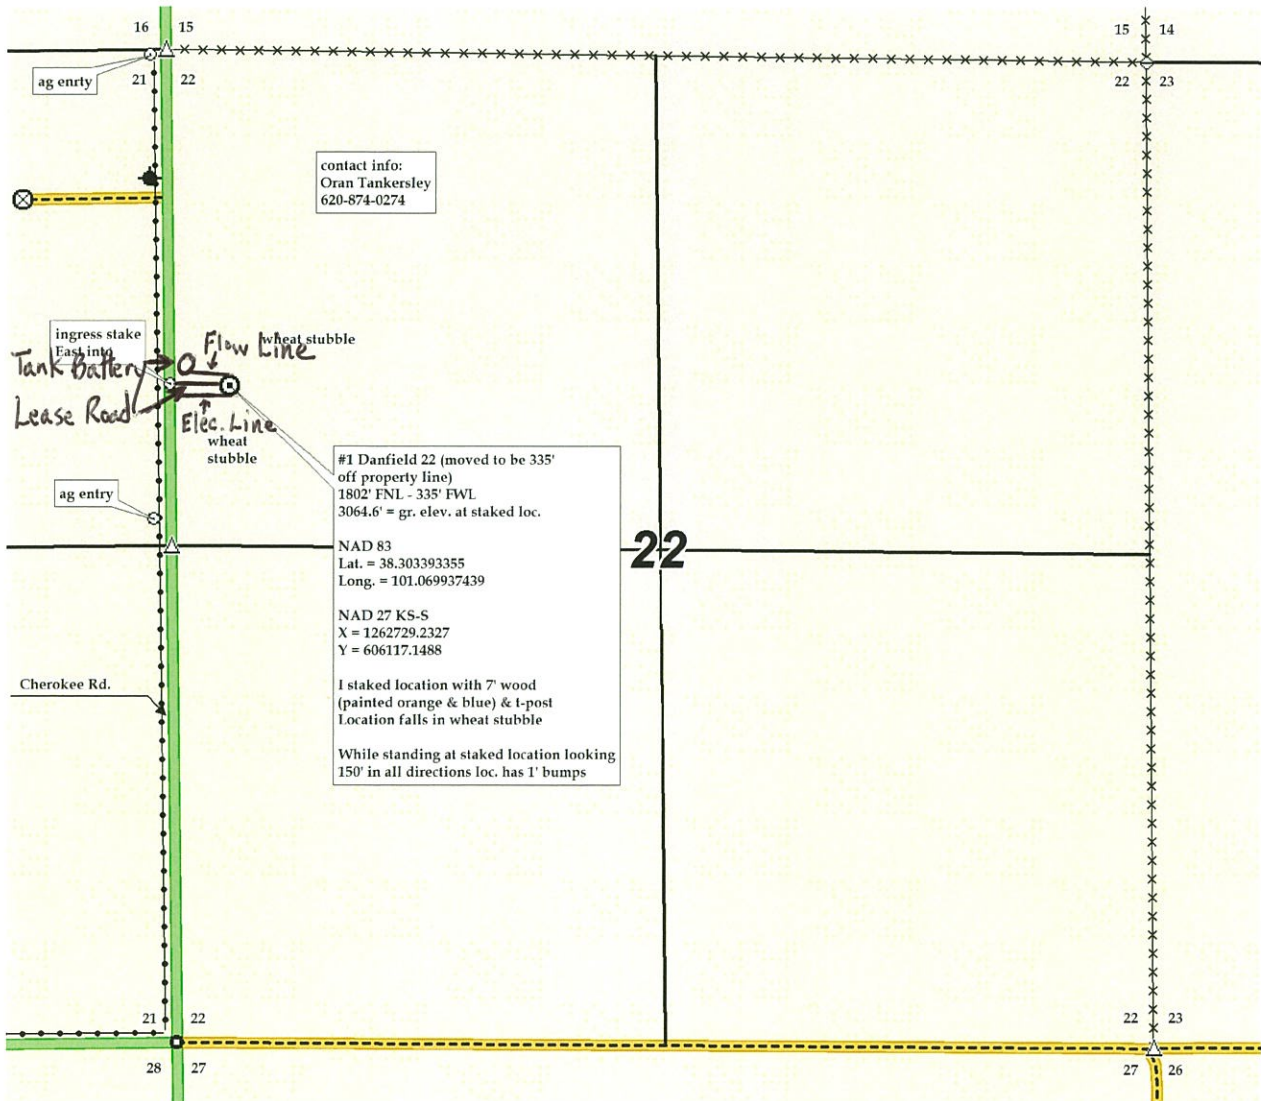 16 15
15 14
ag enrty
21 22
22 23
contact info:
Oran Tankersley
620-874-0274
ingress stake
East into
Flow Line
wheat stubble
Tank Battery
Lease Road
Elec. Line
wheat
stubble
#1 Danfield 22 (moved to be 335'
off property line)
1802' FNL - 335' FWL
3064.6' = gr. elev. at staked loc.
NAD 83
Lat. = 38.303393355
Long. = 101.069937439
NAD 27 KS-S
X = 1262729.2327
Y = 606117.1488
I staked location with 7' wood
(painted orange & blue) & t-post
Location falls in wheat stubble
While standing at staked location looking
150' in all directions loc. has 1' bumps
ag entry
22
Cherokee Rd.
21 22
22 23
28 27
27 26